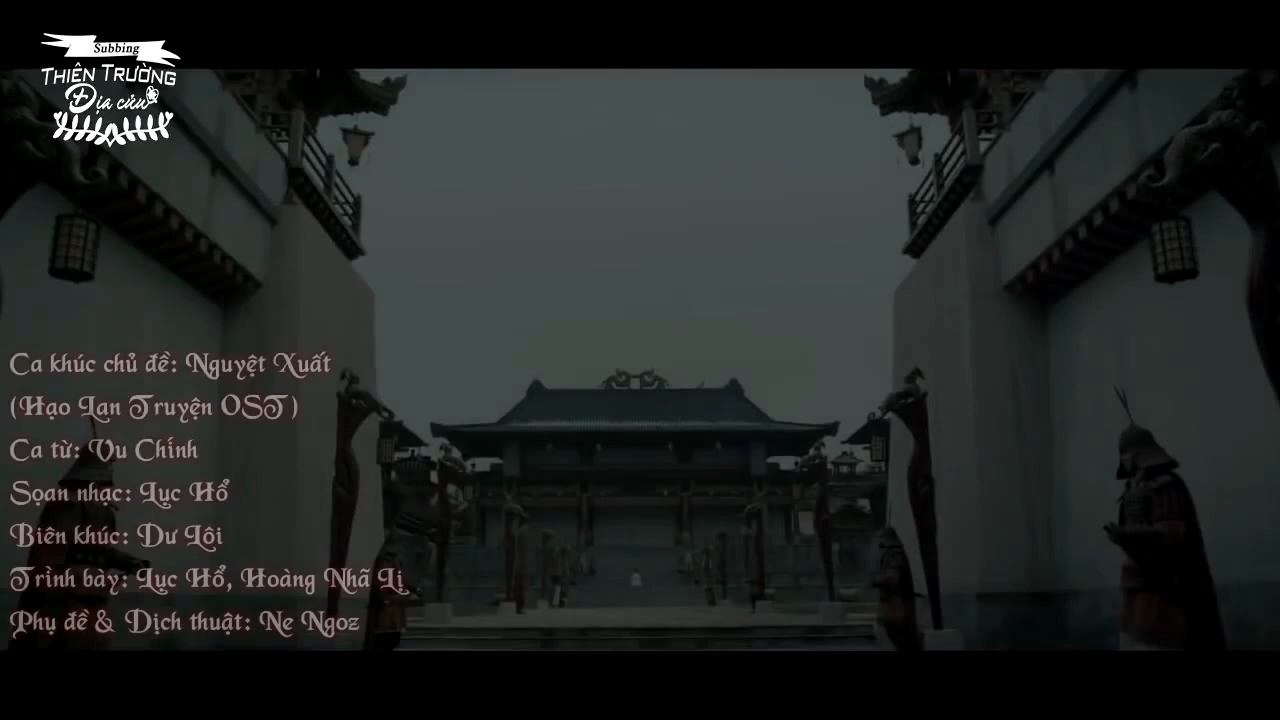 Subbing
THIÊN TRƯỜNG
Địa cửu
Ca khúc chủ đề: Nguyệt Xuất
(Hạo Lan Truyện OST)
Ca từ: Vu Chính
Sọan nhạc: Lục Hổ
Biên khúc: Dư Lôi
Trình bày: Lục Hổ, Hoàng Nhã Li
Phụ đề & Dịch thuật: Ne Ngoz